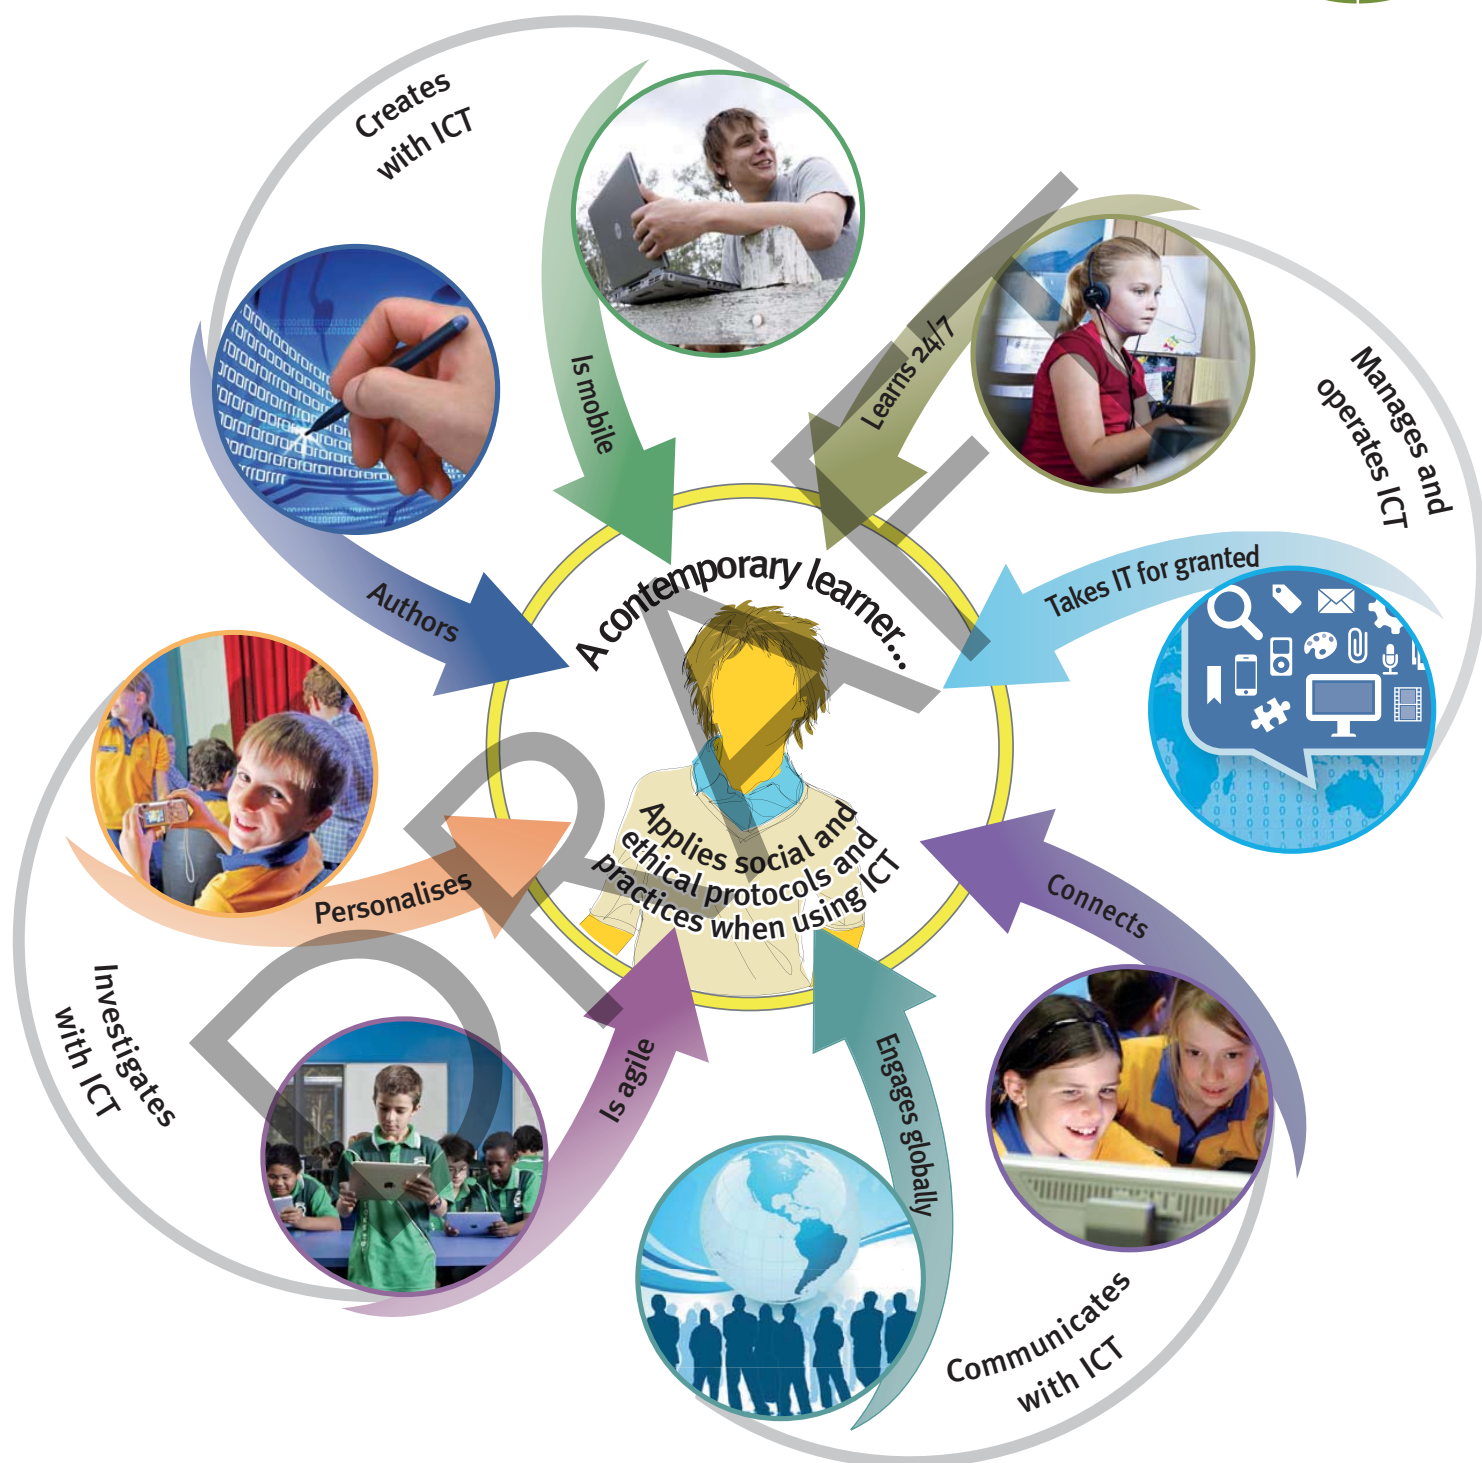 Creates
with ICT
Is mobile
Learns 24/7
Manages and
operates ICT
Takes IT for granted
Authors
A contemporary learner...
Applies social and
ethical protocols and
practices when using ICT
Personalises
Connects
Investigates
with ICT
Is agile
Engages globally
Communicates
with ICT
DRAFT